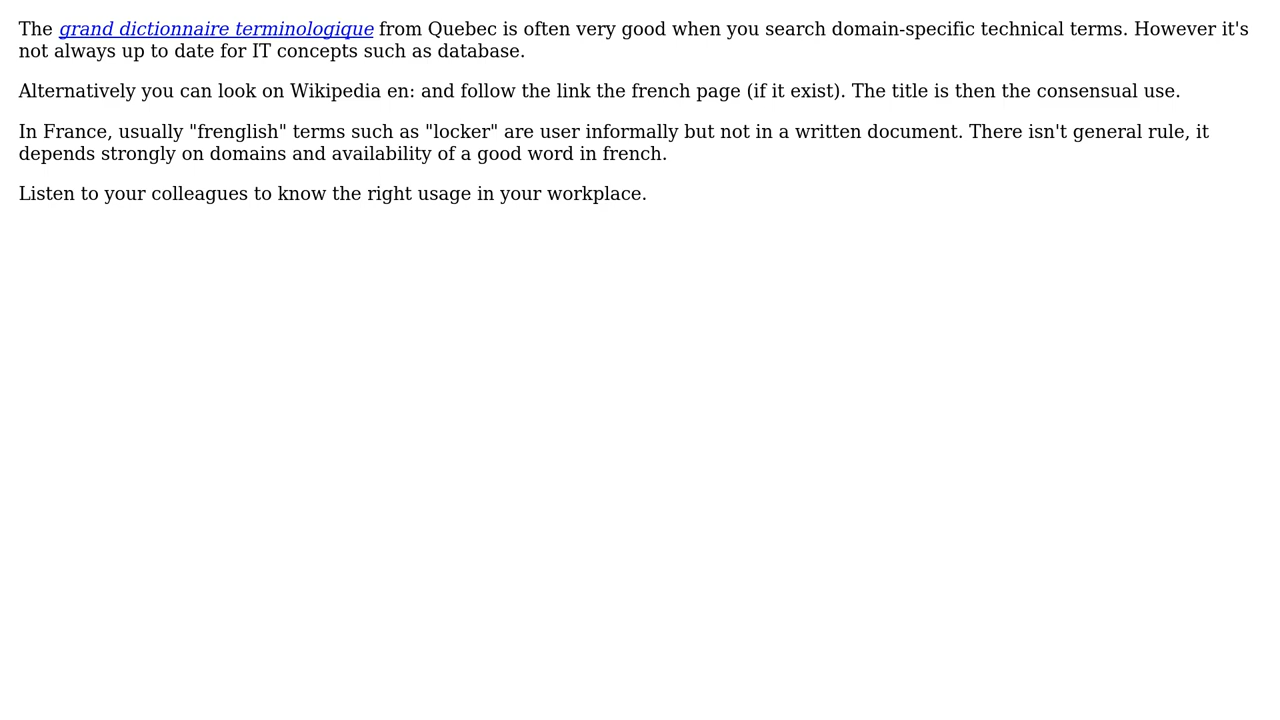 The grand dictionnaire terminologique from Quebec is often very good when you search domain-specific technical terms. However it's
not always up to date for IT concepts such as database.
Alternatively you can look on Wikipedia en: and follow the link the french page (if it exist). The title is then the consensual use.
In France, usually "frenglish" terms such as "locker" are user informally but not in a written document. There isn't general rule, it
depends strongly on domains and availability of a good word in french.
Listen to your colleagues to know the right usage in your workplace.